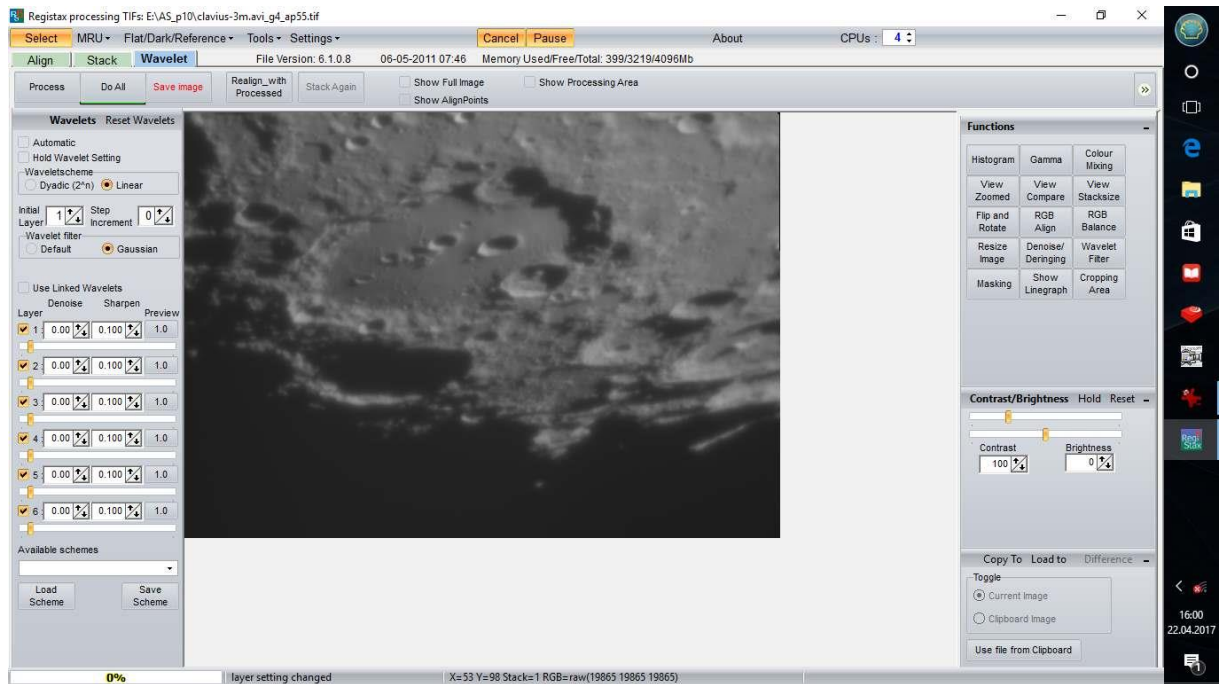 Registax processing TIFs: E:\AS_p10\clavius-3m.avi_g4_ap55.tif
Select MRU Flat/Dark/Reference Tools Settings Cancel Pause About CPUs : 4
Align Stack Wavelet File Version: 6.1.0.8 06-05-2011 07:46 Memory Used/Free/Total: 399/3219/4096Mb
Process Do All Save image Realign_with Processed Stack Again Show Full Image Show Processing Area
Show AlignPoints
Wavelets Reset Wavelets
Automatic
Hold Wavelet Setting
Waveletscheme
Dyadic (2^n) Linear
Initial Layer 1 Step Increment 0
Wavelet filter
Default Gaussian
Use Linked Wavelets
Denoise Sharpen
Layer Preview
1 : 0.00 0.100 1.0
2 : 0.00 0.100 1.0
3 : 0.00 0.100 1.0
4 : 0.00 0.100 1.0
5 : 0.00 0.100 1.0
6 : 0.00 0.100 1.0
Available schemes
Load Scheme Save Scheme
Functions
Histogram Gamma Colour Mixing
View Zoomed View Compare View Stacksize
Flip and Rotate RGB Align RGB Balance
Resize Image Denoise/ Deringing Wavelet Filter
Masking Show Linegraph Cropping Area
Contrast/Brightness Hold Reset
Contrast Brightness
100 0
Copy To Load to Difference
Toggle
Current Image
Clipboard Image
Use file from Clipboard
0% layer setting changed X=53 Y=98 Stack=1 RGB=raw(19865 19865 19865)
Regi
Stax
16:00
22.04.2017
1